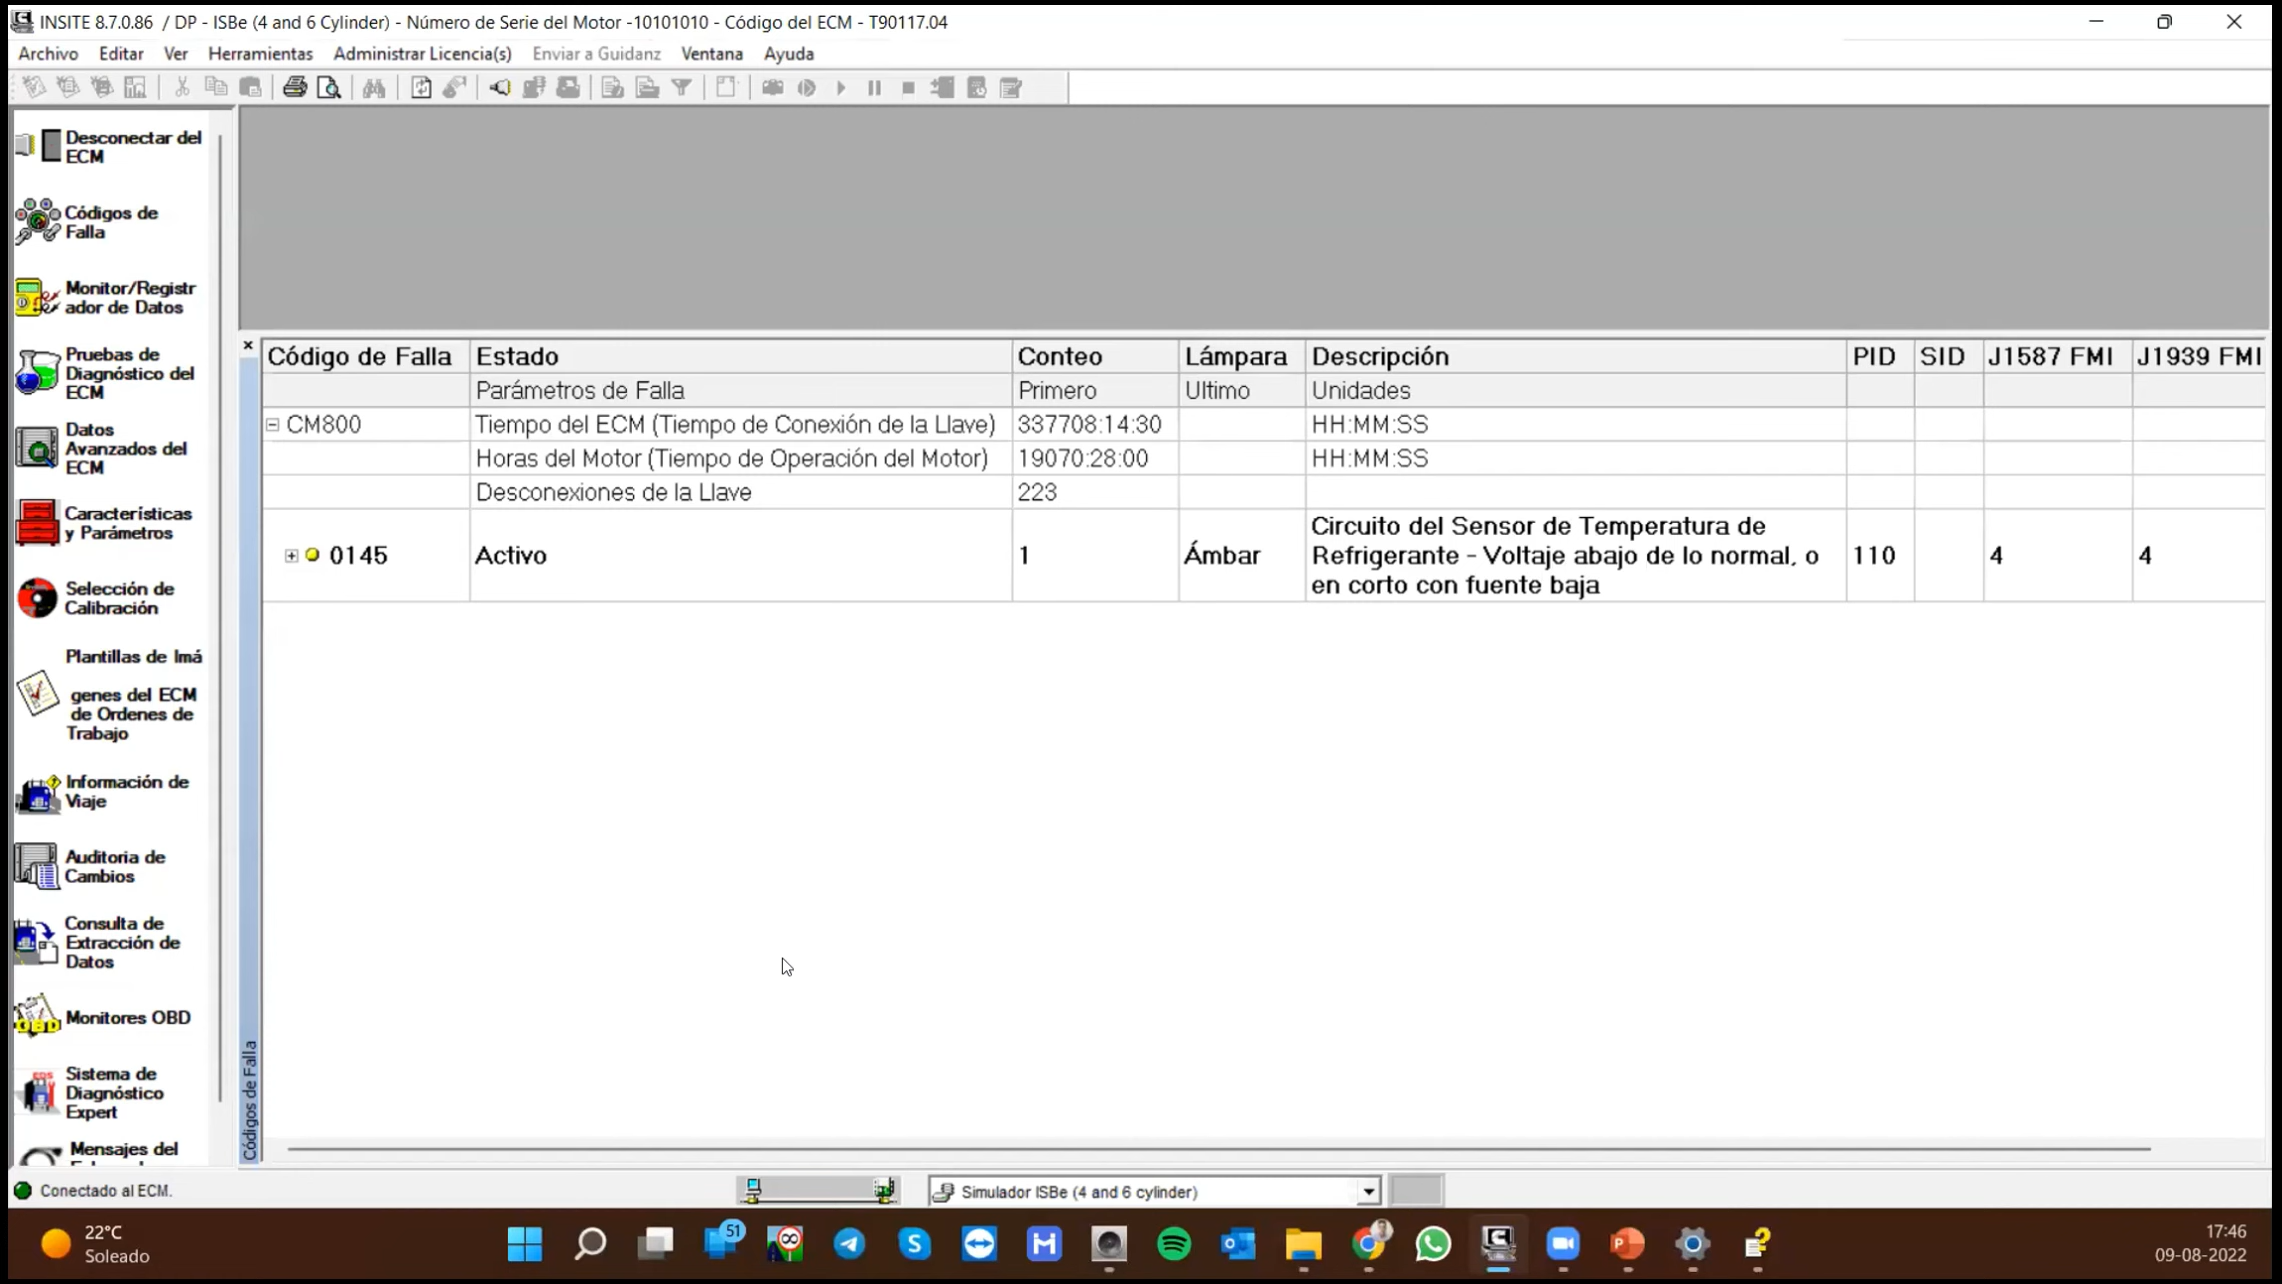 INSITE 8.7.0.86 / DP - ISBe (4 and 6 Cylinder) - Número de Serie del Motor -10101010 - Código del ECM - T90117.04
Archivo Editar Ver Herramientas Administrar Licencia(s) Enviar a Guidanz Ventana Ayuda
Desconectar del
ECM
Códigos de
Falla
Monitor/Registr
ador de Datos
Pruebas de
Diagnóstico del
ECM
Datos
Avanzados del
ECM
Características
y Parámetros
Selección de
Calibración
Plantillas de Imá
genes del ECM
de Ordenes de
Trabajo
Información de
Viaje
Auditoria de
Cambios
Consulta de
Extracción de
Datos
Monitores OBD
Sistema de
Diagnóstico
Expert
Mensajes del
Códigos de Falla
Código de Falla Estado Conteo Lámpara Descripción PID SID J1587 FMI J1939 FMI
Parámetros de Falla Primero Ultimo Unidades
CM800 Tiempo del ECM (Tiempo de Conexión de la Llave) 337708:14:30 HH:MM:SS
Horas del Motor (Tiempo de Operación del Motor) 19070:28:00 HH:MM:SS
Desconexiones de la Llave 223
0145 Activo 1 Ámbar Circuito del Sensor de Temperatura de
Refrigerante - Voltaje abajo de lo normal, o
en corto con fuente baja 110 4 4
Conectado al ECM.
Simulador ISBe (4 and 6 cylinder)
22°C
Soleado
51
17:46
09-08-2022